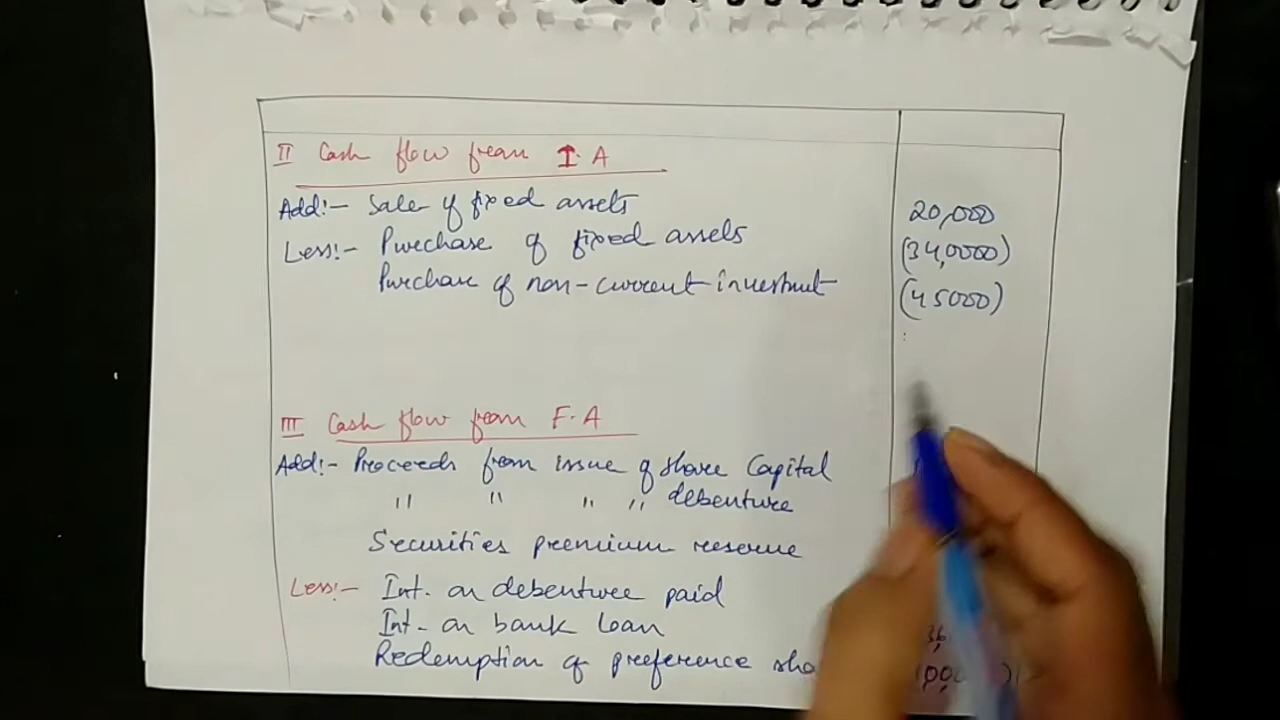 II Cash flow from I.A
Add:- Sale of fixed assets 20,000
Less:- Purchase of fixed assets (34,0000)
Purchase of non-current investment (45000)
III Cash flow from F.A
Add:- Proceeds from issue of share Capital
" " " " debenture
Securities premium reserve
Less:- Int. on debenture paid
Int- on bank loan
Redemption of preference